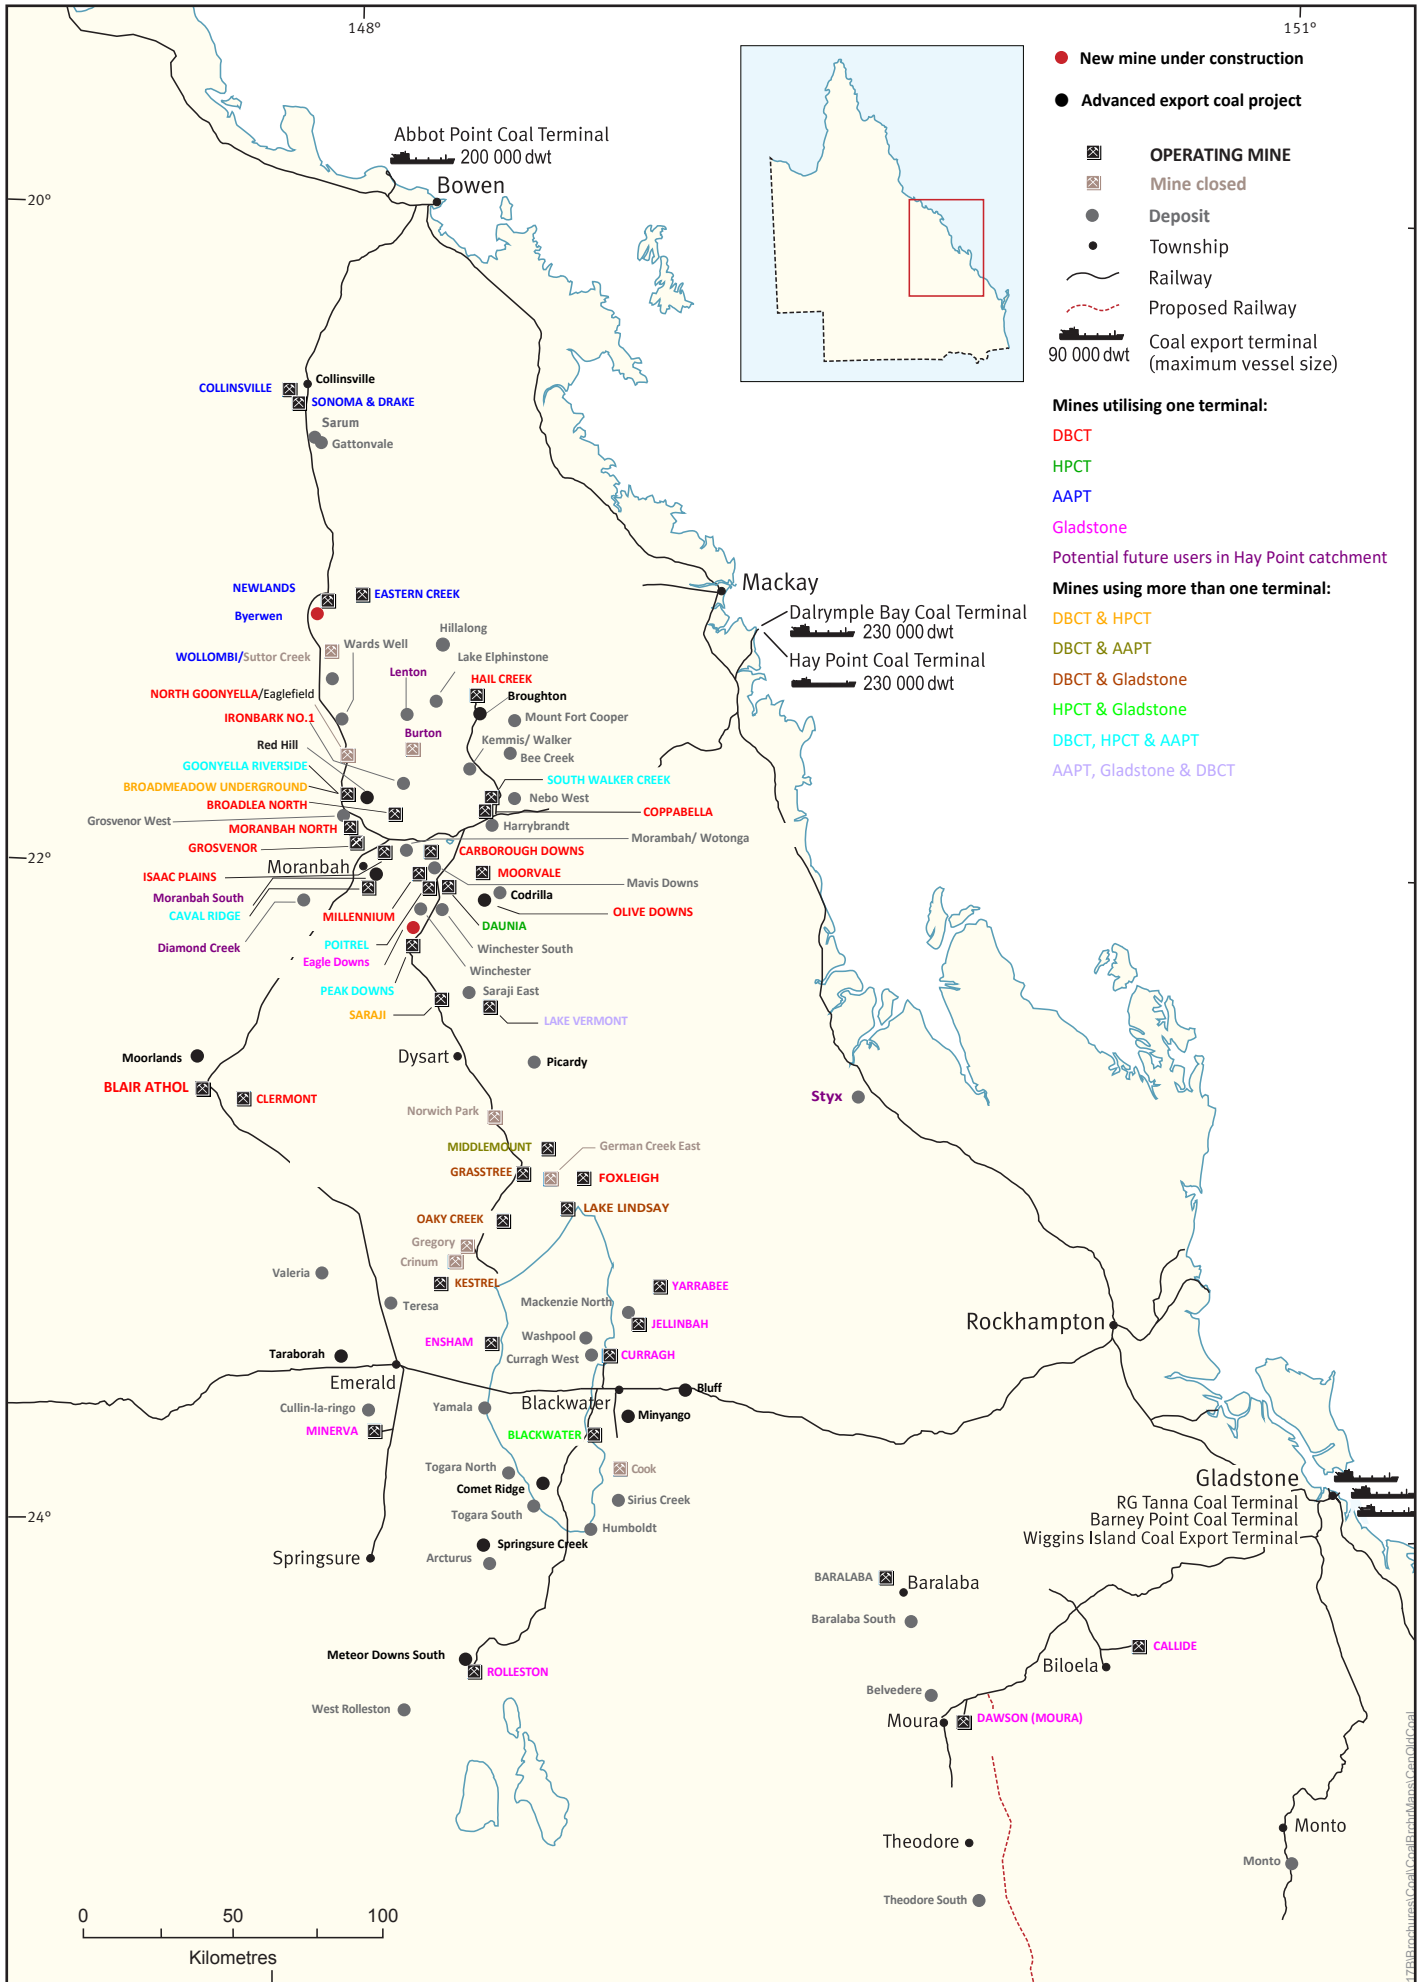 148°
151°
New mine under construction
Advanced export coal project
Abbot Point Coal Terminal
200 000 dwt
OPERATING MINE
Mine closed
Bowen
20°
Deposit
Township
Railway
Proposed Railway
90 000 dwt
Coal export terminal
(maximum vessel size)
Collinsville
COLLINSVILLE
SONOMA & DRAKE
Sarum
Gattonvale
Mines utilising one terminal:
DBCT
HPCT
AAPT
Gladstone
Potential future users in Hay Point catchment
Mines using more than one terminal:
DBCT & HPCT
DBCT & AAPT
DBCT & Gladstone
HPCT & Gladstone
DBCT, HPCT & AAPT
AAPT, Gladstone & DBCT
Mackay
NEWLANDS
EASTERN CREEK
Byerwen
Dalrymple Bay Coal Terminal
230 000 dwt
Hay Point Coal Terminal
230 000 dwt
Hillalong
Wards Well
WOLLOMBI/Suttor Creek
Lake Elphinstone
Lenton
HAIL CREEK
NORTH GOONYELLA/Eaglefield
Broughton
IRONBARK NO.1
Mount Fort Cooper
Burton
Kemmis/ Walker
Red Hill
Bee Creek
GOONYELLA RIVERSIDE
SOUTH WALKER CREEK
BROADMEADOW UNDERGROUND
Nebo West
BROADLEA NORTH
COPPABELLA
Grosvenor West
MORANBAH NORTH
Harrybrandt
Morambah/ Wotonga
GROSVENOR
CARBOROUGH DOWNS
22°
Moranbah
ISAAC PLAINS
MOORVALE
Mavis Downs
Moranbah South
Codrilla
CAVAL RIDGE
MILLENNIUM
OLIVE DOWNS
DAUNIA
Diamond Creek
POITREL
Winchester South
Eagle Downs
Winchester
PEAK DOWNS
Saraji East
SARAJI
LAKE VERMONT
Moorlands
Dysart
Picardy
BLAIR ATHOL
CLERMONT
Styx
Norwich Park
MIDDLEMOUNT
German Creek East
GRASSTREE
FOXLEIGH
LAKE LINDSAY
OAKY CREEK
Gregory
Crinum
Valeria
KESTREL
YARRABEE
Teresa
Mackenzie North
JELLINBAH
Rockhampton
ENSHAM
Washpool
Taraborah
Curragh West
CURRAGH
Emerald
Bluff
Blackwater
Cullin-la-ringo
Yamala
Minyango
MINERVA
BLACKWATER
Togara North
Cook
Comet Ridge
Gladstone
Sirius Creek
RG Tanna Coal Terminal
Togara South
Barney Point Coal Terminal
24°
Humboldt
Wiggins Island Coal Export Terminal
Springsure Creek
Springsure
Arcturus
BARALABA
Baralaba
Baralaba South
CALLIDE
Meteor Downs South
Biloela
ROLLESTON
Belvedere
West Rolleston
Moura
DAWSON (MOURA)
Monto
Theodore
Monto
Theodore South
0
50
100
Kilometres
17B\Brochures\Coal\CoalBrchrMaps\CenQldCoal